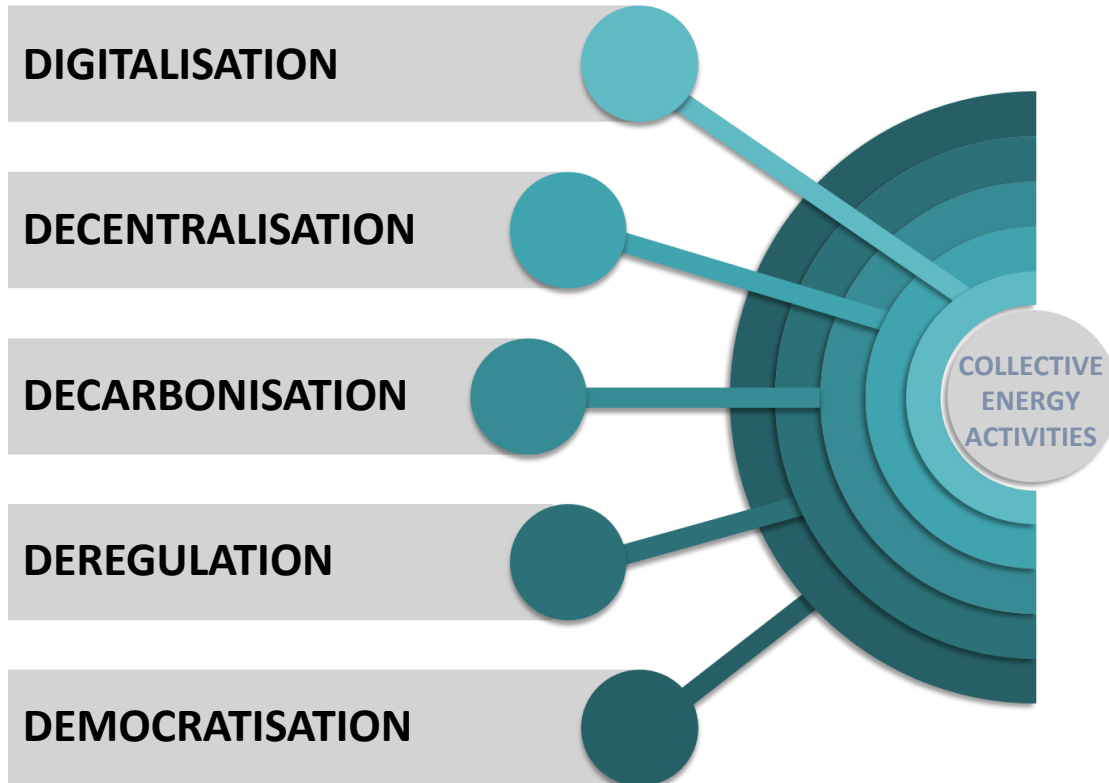 DIGITALISATION
DECENTRALISATION
DECARBONISATION
DEREGULATION
DEMOCRATISATION
COLLECTIVE
ENERGY
ACTIVITIES